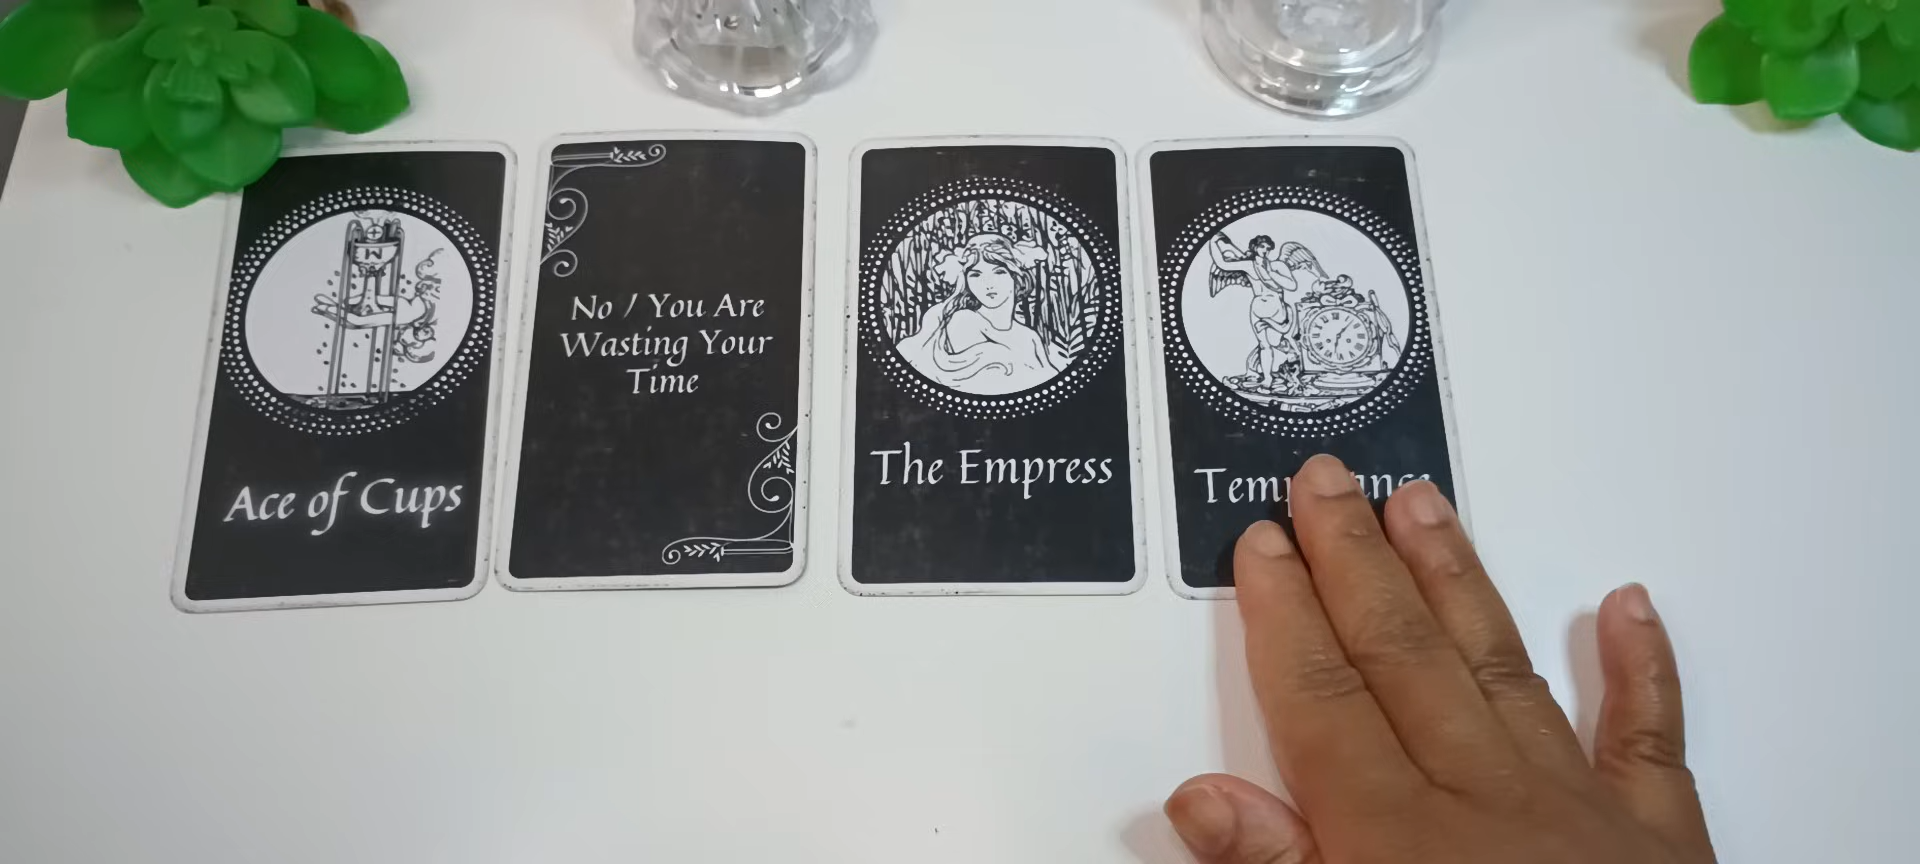 Ace of Cups
No / You Are
Wasting Your
Time
The Empress